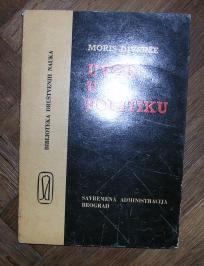 MORIS DIVERŽE
UVOD
U
POLITIKU
SAVREMENA ADMINISTRACIJA
BEOGRAD
BIBLIOTEKA DRUŠTVENIH NAUKA